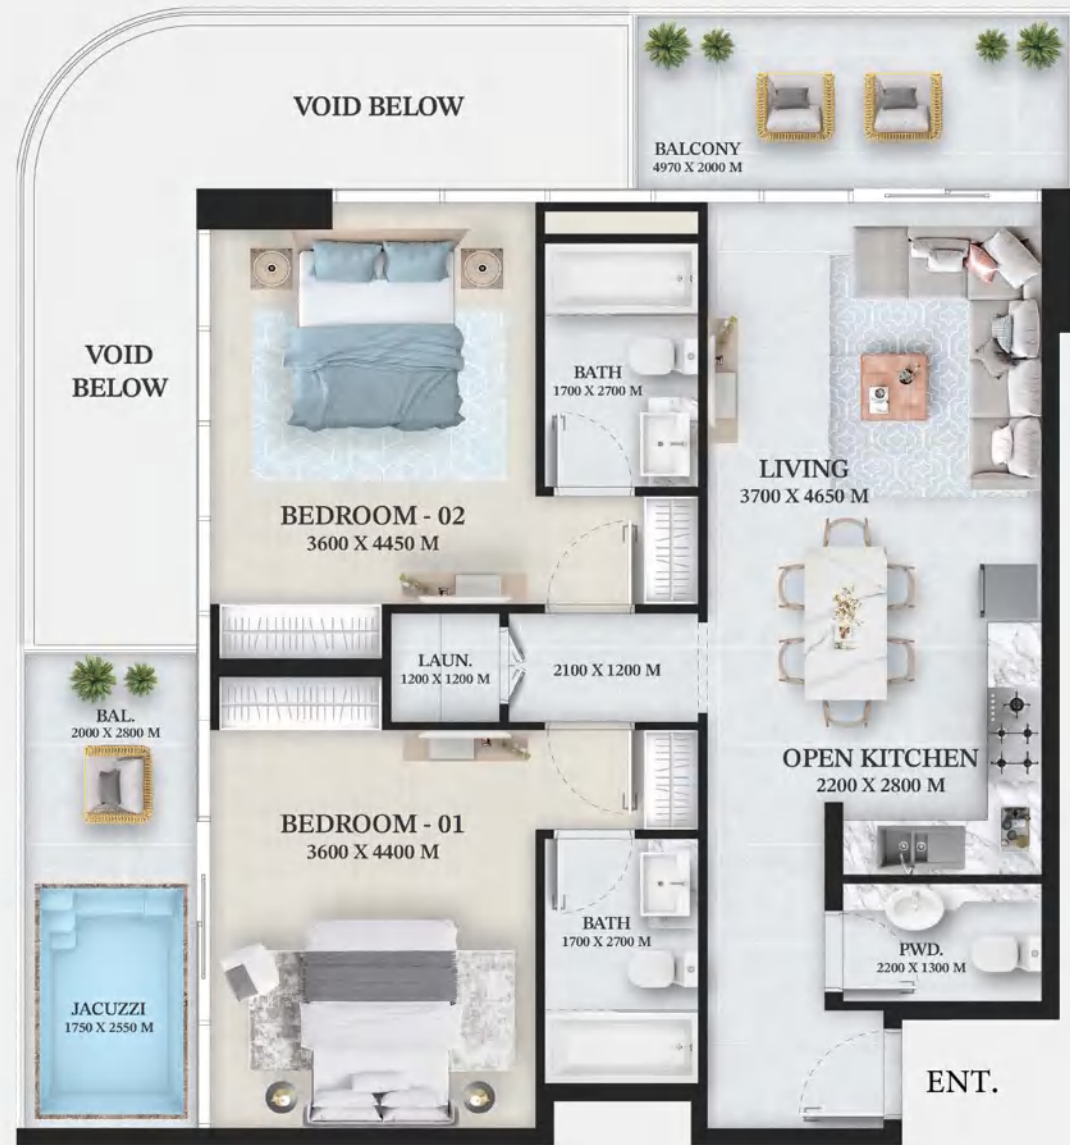 VOID BELOW
BALCONY
4970 X 2000 M
VOID
BELOW
BATH
1700 X 2700 M
LIVING
3700 X 4650 M
BEDROOM - 02
3600 X 4450 M
LAUN.
1200 X 1200 M
2100 X 1200 M
BAL.
2000 X 2800 M
OPEN KITCHEN
2200 X 2800 M
BEDROOM - 01
3600 X 4400 M
BATH
1700 X 2700 M
PWD.
2200 X 1300 M
JACUZZI
1750 X 2550 M
ENT.